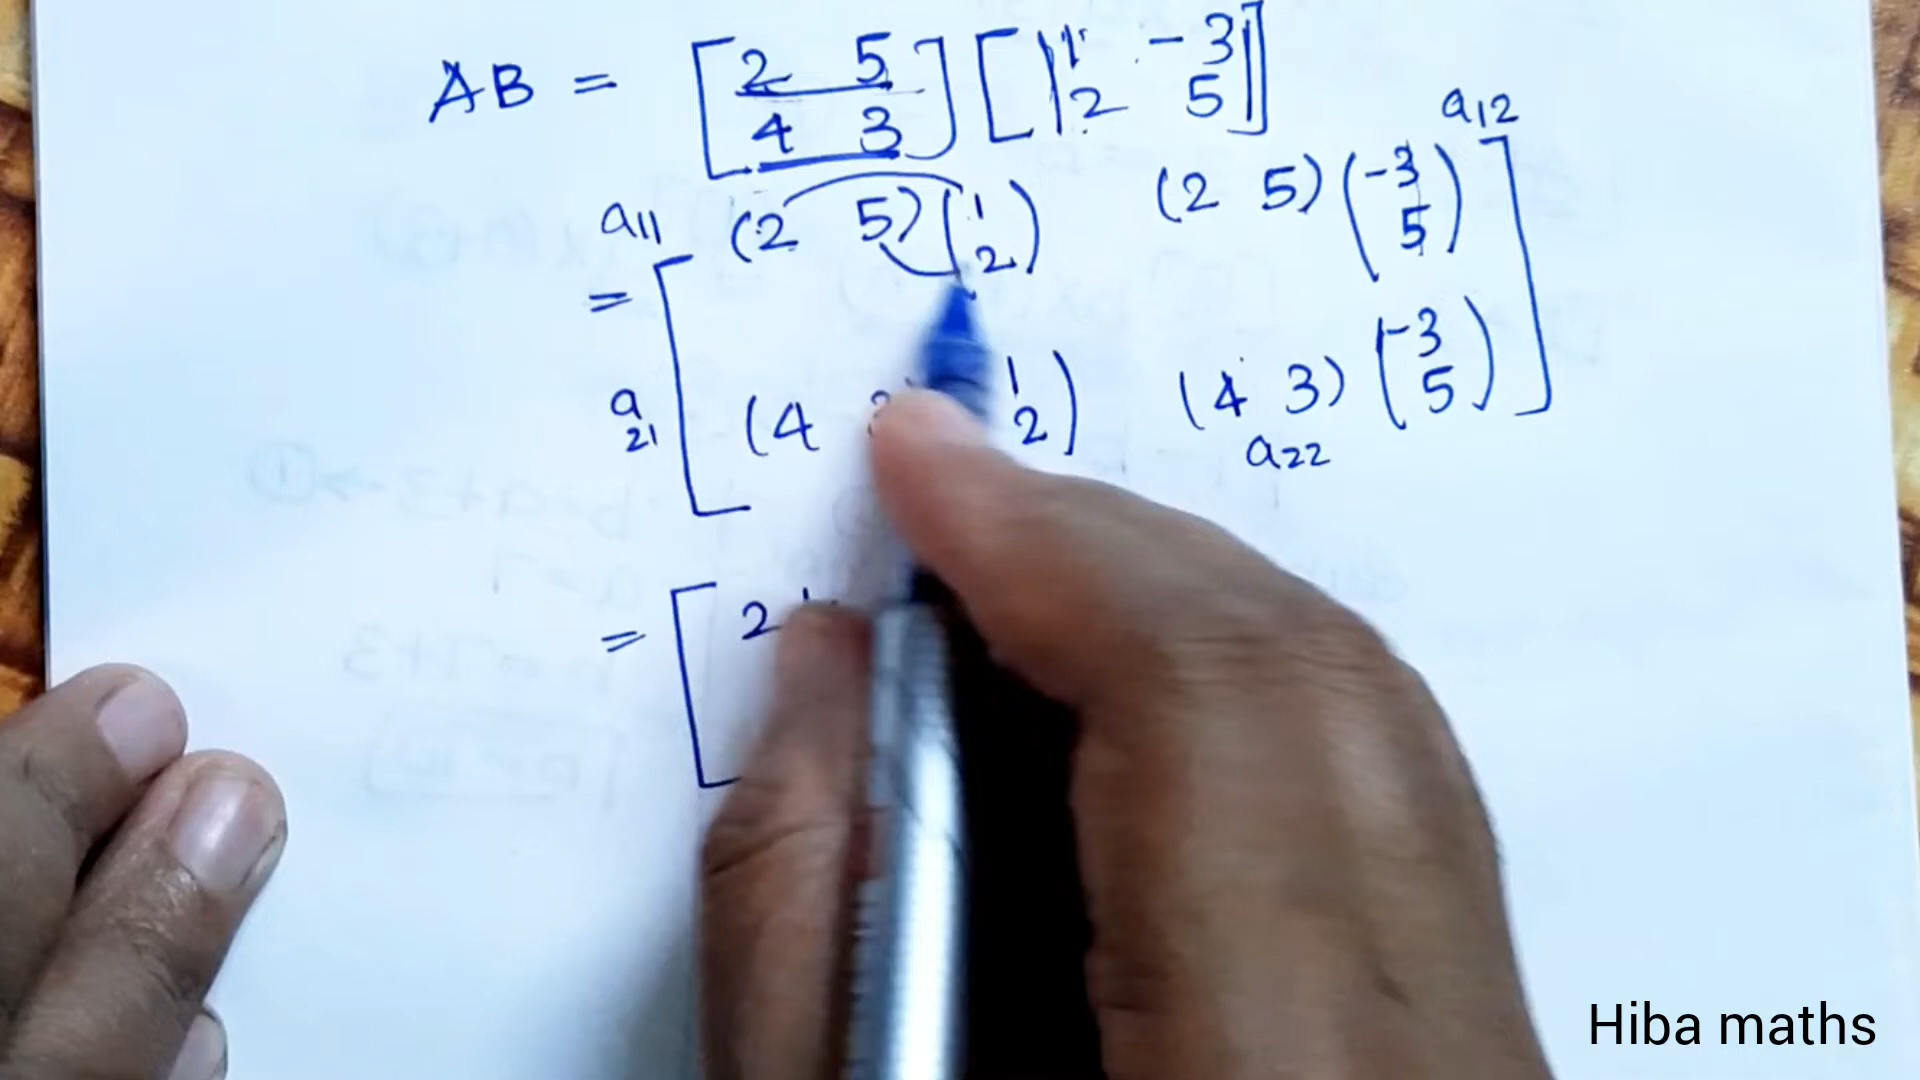 AB = [2 5] [1 -3]
[4 3] [2 5]
a11 (2 5) (1 2) (2 5) (-3 5) a12
=
a21 (4 1 2) (4 3) (-3 5) a22
= [2 +
Hiba maths